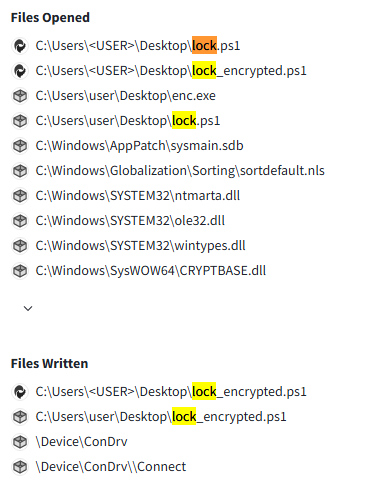 Files Opened
C:\Users\<USER>\Desktop\lock.ps1
C:\Users\<USER>\Desktop\lock_encrypted.ps1
C:\Users\user\Desktop\enc.exe
C:\Users\user\Desktop\lock.ps1
C:\Windows\AppPatch\sysmain.sdb
C:\Windows\Globalization\Sorting\sortdefault.nls
C:\Windows\SYSTEM32\ntmarta.dll
C:\Windows\SYSTEM32\ole32.dll
C:\Windows\SYSTEM32\wintypes.dll
C:\Windows\SysWOW64\CRYPTBASE.dll
Files Written
C:\Users\<USER>\Desktop\lock_encrypted.ps1
C:\Users\user\Desktop\lock_encrypted.ps1
\Device\ConDrv
\Device\ConDrv\\Connect